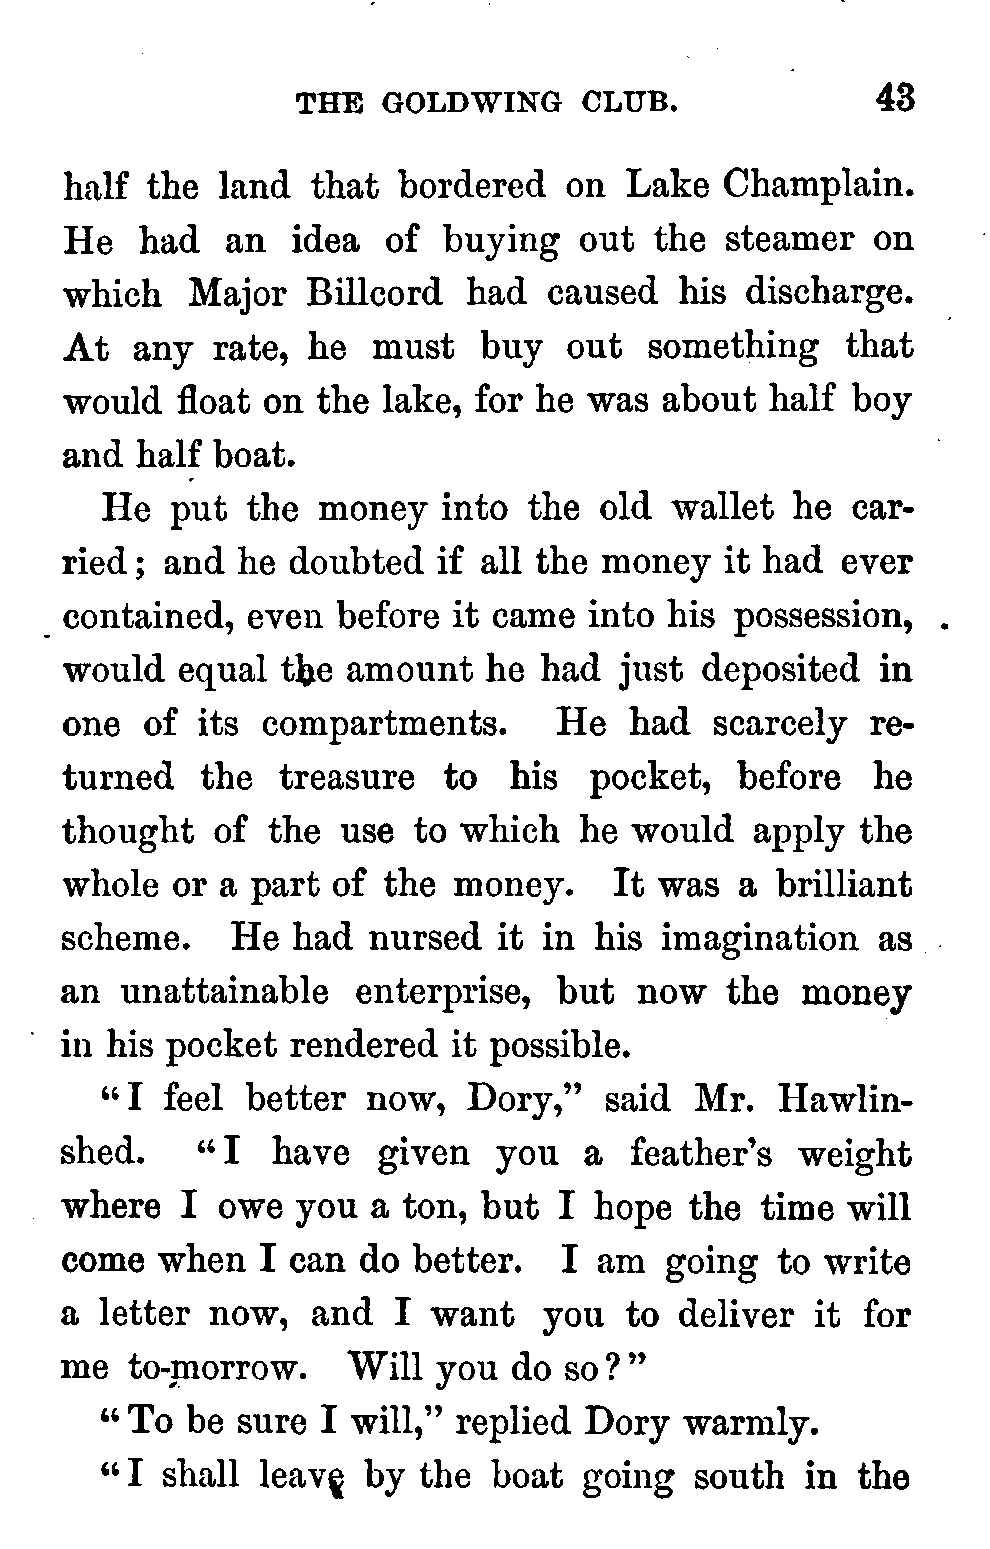 THE GOLDWING CLUB. 43
half the land that bordered on Lake Champlain.
He had an idea of buying out the steamer on
which Major Billcord had caused his discharge.
At any rate, he must buy out something that
would float on the lake, for he was about half boy
and half boat.
He put the money into the old wallet he car-
ried; and he doubted if all the money it had ever
contained, even before it came into his possession,
would equal the amount he had just deposited in
one of its compartments. He had scarcely re-
turned the treasure to his pocket, before he
thought of the use to which he would apply the
whole or a part of the money. It was a brilliant
scheme. He had nursed it in his imagination as
an unattainable enterprise, but now the money
in his pocket rendered it possible.
"I feel better now, Dory," said Mr. Hawlin-
shed. "I have given you a feather's weight
where I owe you a ton, but I hope the time will
come when I can do better. I am going to write
a letter now, and I want you to deliver it for
me to-morrow. Will you do so?"
"To be sure I will," replied Dory warmly.
"I shall leave by the boat going south in the